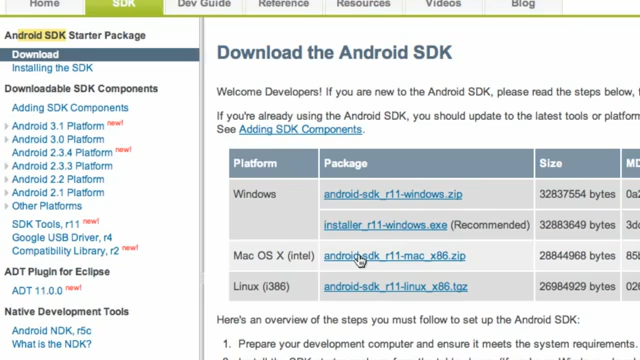 Home SDK Dev Guide Reference Resources Videos Blog
Android SDK Starter Package
Download
Installing the SDK
Downloadable SDK Components
Adding SDK Components
Android 3.1 Platform new!
Android 3.0 Platform
Android 2.3.4 Platform new!
Android 2.3.3 Platform
Android 2.2 Platform
Android 2.1 Platform
Other Platforms
SDK Tools, r11 new!
Google USB Driver, r4
Compatibility Library, r2 new!
ADT Plugin for Eclipse
ADT 11.0.0 new!
Native Development Tools
Android NDK, r5c
What is the NDK?
Download the Android SDK
Welcome Developers! If you are new to the Android SDK, please read the steps below,
If you're already using the Android SDK, you should update to the latest tools or
See Adding SDK Components.
Platform Package Size
Windows android-sdk_r11-windows.zip 32837554 bytes
installer_r11-windows.exe (Recommended) 32883649 bytes
Mac OS X (intel) android-sdk_r11-mac_x86.zip 28844968 bytes
Linux (i386) android-sdk_r11-linux_x86.tgz 26984929 bytes
Here's an overview of the steps you must follow to set up the Android SDK:
1. Prepare your development computer and ensure it meets the system requirements.